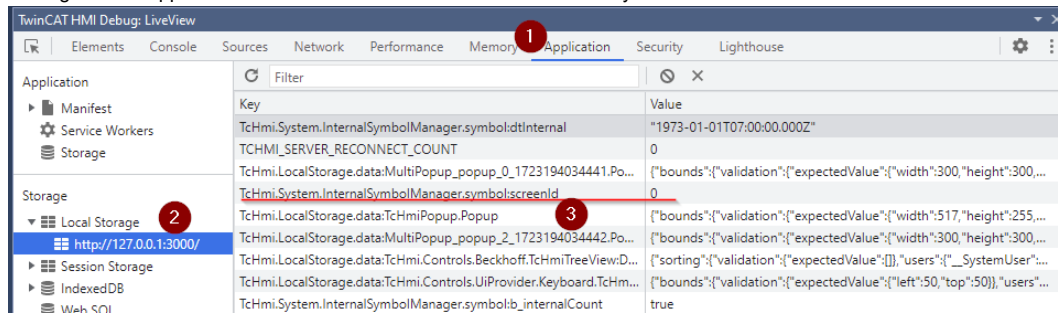 TwinCAT HMI Debug: LiveView
Elements Console Sources Network Performance Memory Application Security Lighthouse
1
Application
Manifest
Service Workers
Storage
Storage
Local Storage
2
http://127.0.0.1:3000/
Session Storage
IndexedDB
Web SQL
Filter
Key Value
TcHmi.System.InternalSymbolManager.symbol:dtInternal "1973-01-01T07:00:00.000Z"
TCHMI_SERVER_RECONNECT_COUNT 0
TcHmi.LocalStorage.data:MultiPopup_popup_0_1723194034441.Po... {"bounds":{"validation":{"expectedValue":{"width":300,"height":300,...
TcHmi.System.InternalSymbolManager.symbol:screenId 0
TcHmi.LocalStorage.data:TcHmiPopup.Popup {"bounds":{"validation":{"expectedValue":{"width":517,"height":255,...
3
TcHmi.LocalStorage.data:MultiPopup_popup_2_1723194034442.Po... {"bounds":{"validation":{"expectedValue":{"width":300,"height":300,...
TcHmi.LocalStorage.data:TcHmi.Controls.Beckhoff.TcHmiTreeView:D... {"sorting":{"validation":{"expectedValue":[]},"users":{"__SystemUser":...
TcHmi.LocalStorage.data:TcHmi.Controls.UiProvider.Keyboard.TcHm... {"bounds":{"validation":{"expectedValue":{"left":50,"top":50}},"users"...
TcHmi.System.InternalSymbolManager.symbol:b_internalCount true